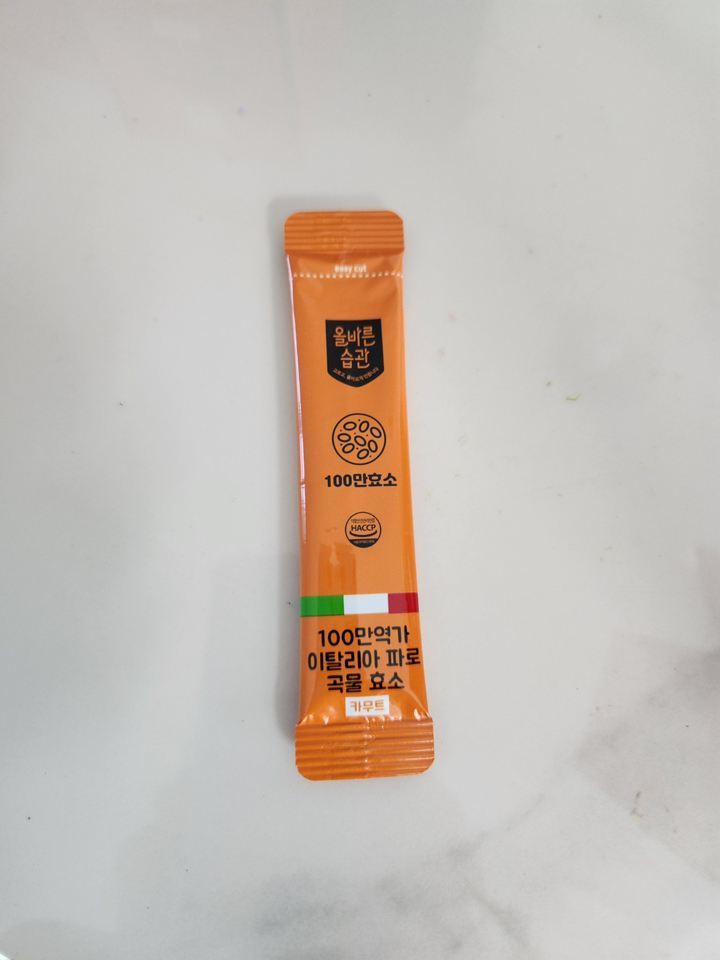 easy cut
올바른
습관
100만효소
HACCP
100만역가
이탈리아 파로
곡물 효소
카무트